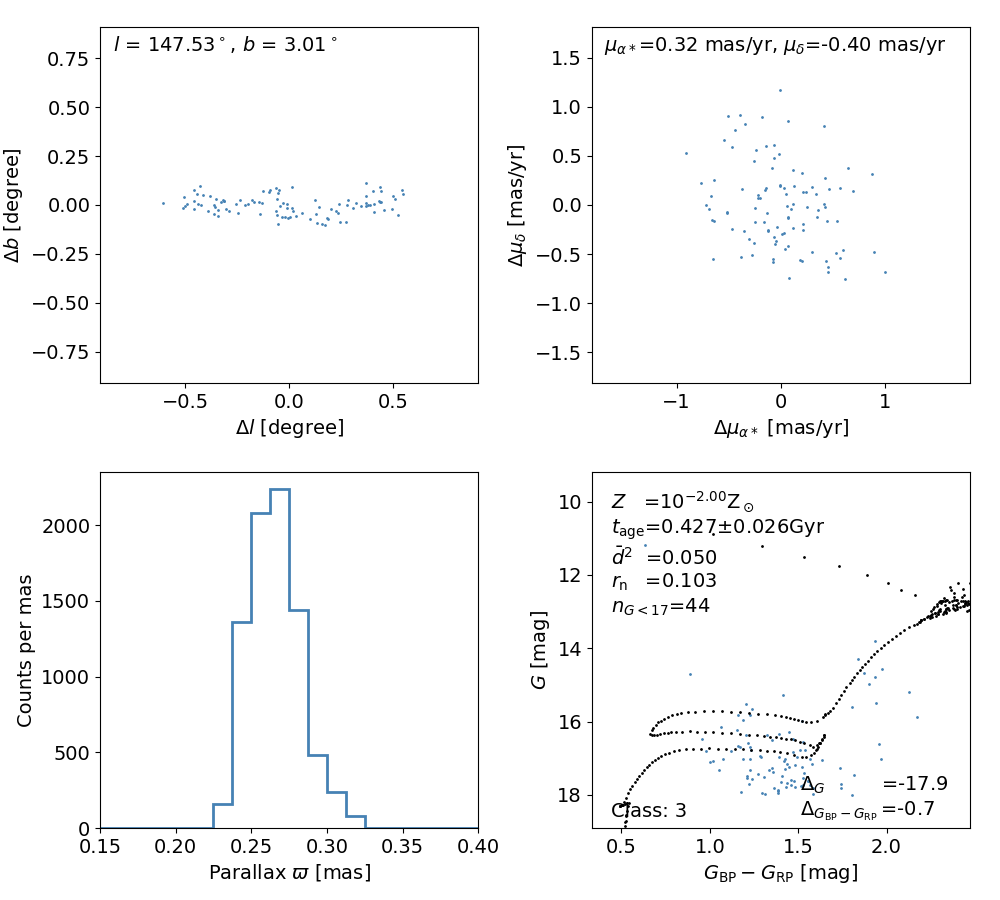 l = 147.53°, b = 3.01°
0.75
0.50
0.25
0.00
−0.25
−0.50
−0.75
Δb [degree]
−0.5 0.0 0.5
Δl [degree]
μα*=0.32 mas/yr, μδ=-0.40 mas/yr
1.5
1.0
0.5
0.0
−0.5
−1.0
−1.5
Δμδ [mas/yr]
−1 0 1
Δμα* [mas/yr]
2000
1500
1000
500
0
Counts per mas
0.15 0.20 0.25 0.30 0.35 0.40
Parallax ϖ [mas]
Z =10^−2.00Z⊙
tage=0.427±0.026Gyr
d̄² =0.050
rn =0.103
nG<17=44
10
12
14
16
18
G [mag]
ΔG =-17.9
ΔGBP−GRP=-0.7
Class: 3
0.5 1.0 1.5 2.0
GBP − GRP [mag]